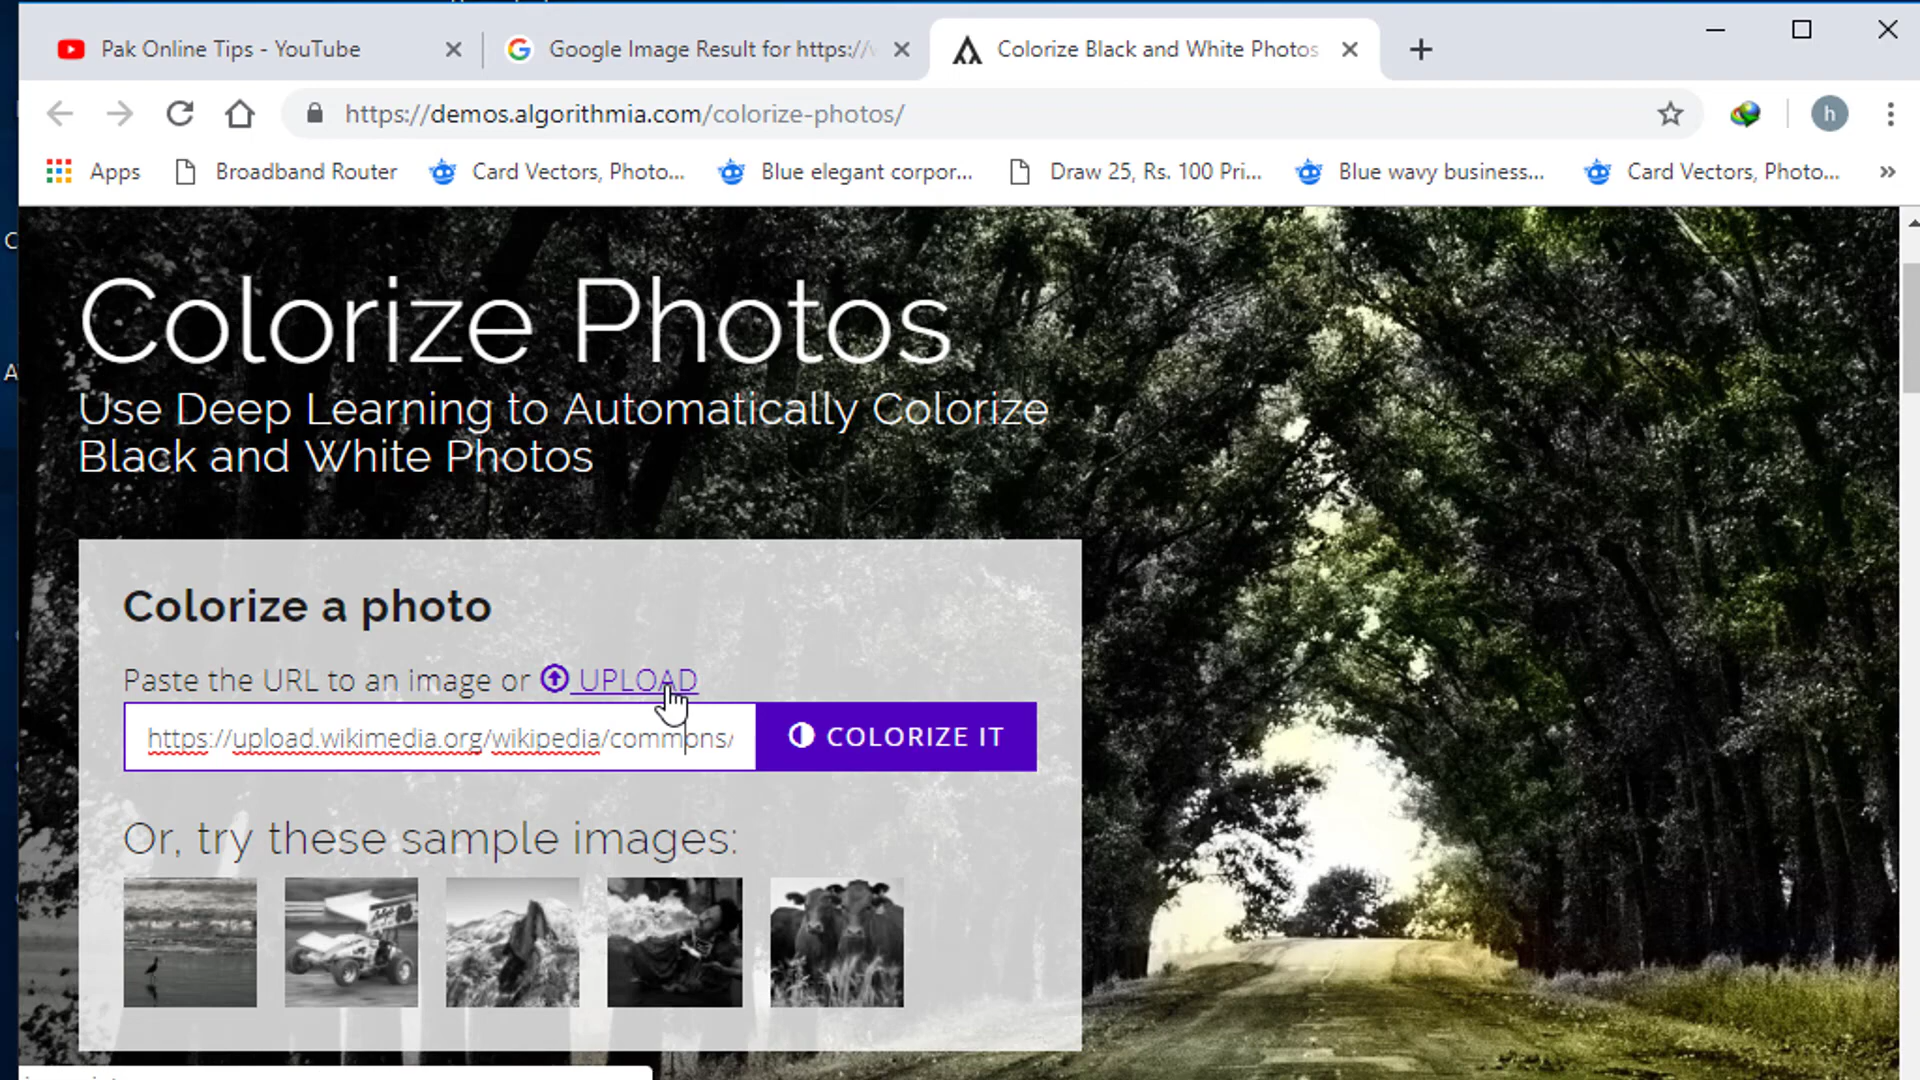 Pak Online Tips - YouTube
Google Image Result for https://
Colorize Black and White Photos
https://demos.algorithmia.com/colorize-photos/
h
Apps
Broadband Router
Card Vectors, Photo...
Blue elegant corpor...
Draw 25, Rs. 100 Pri...
Blue wavy business...
Card Vectors, Photo...
»
Colorize Photos
Use Deep Learning to Automatically Colorize
Black and White Photos
Colorize a photo
Paste the URL to an image or UPLOAD
https://upload.wikimedia.org/wikipedia/commons/
COLORIZE IT
Or, try these sample images: